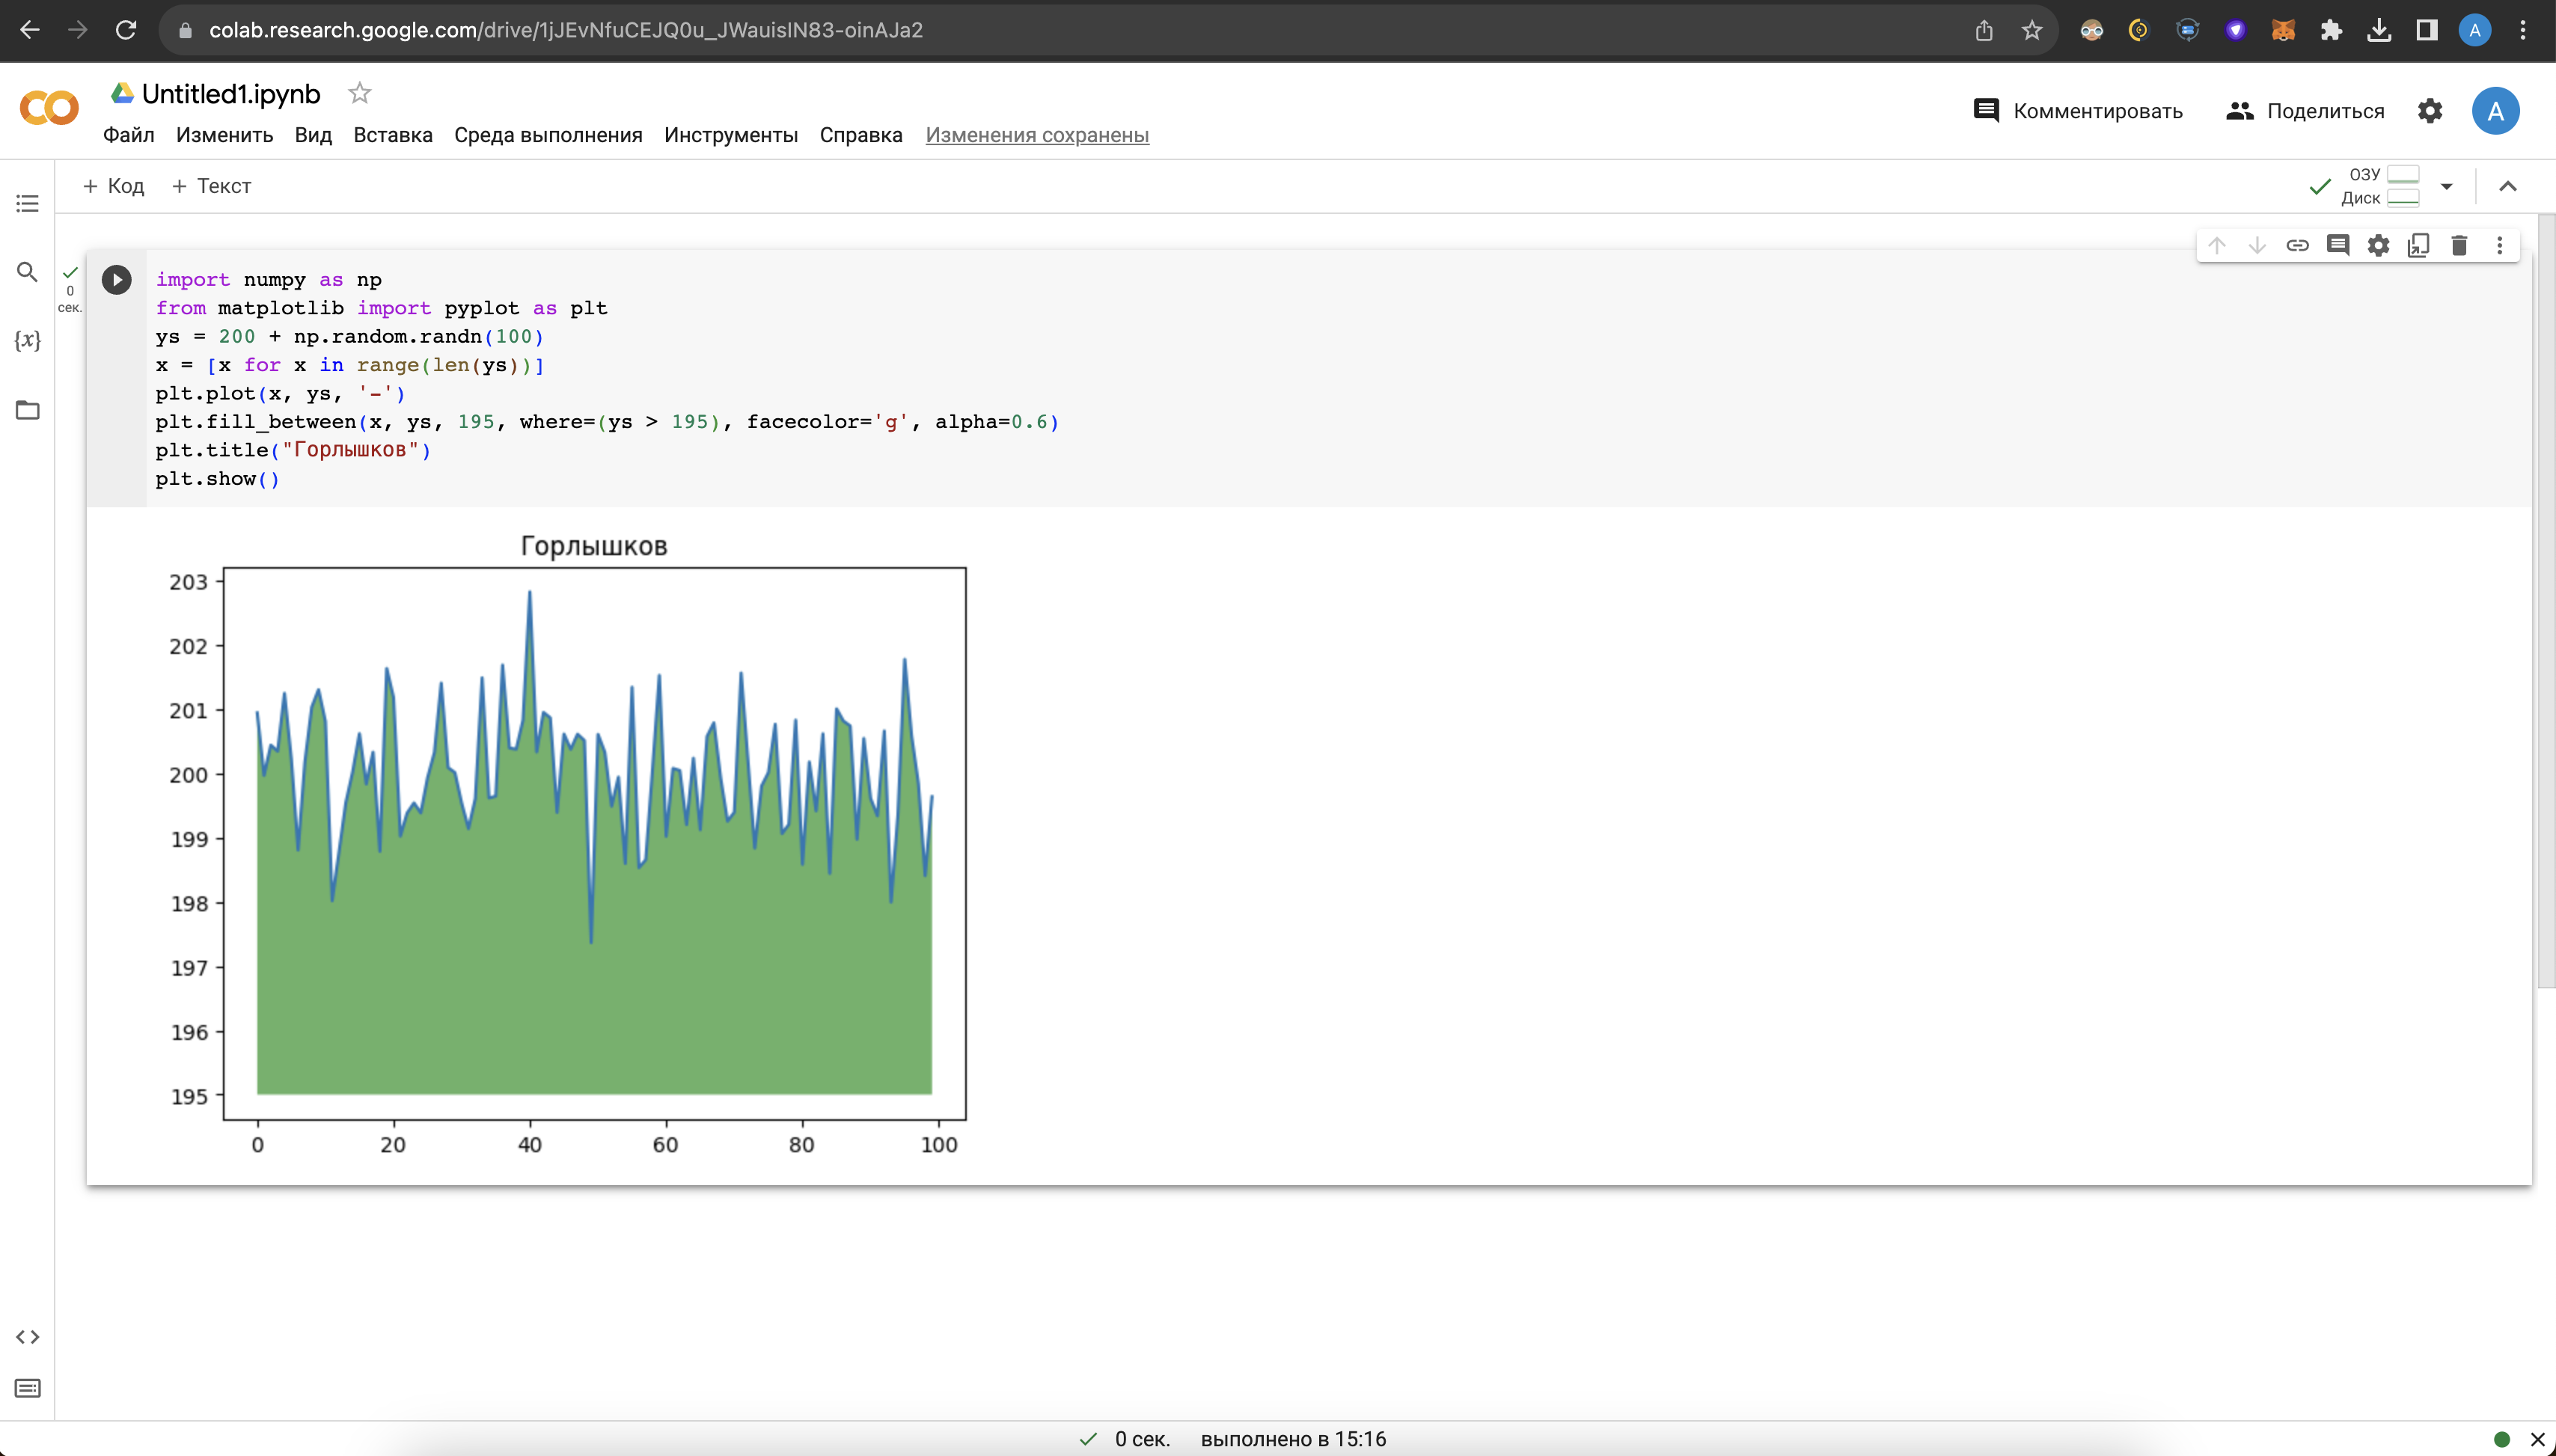 colab.research.google.com/drive/1jJEvNfuCEJQ0u_JWauisIN83-oinAJa2
A
Untitled1.ipynb
Файл Изменить Вид Вставка Среда выполнения Инструменты Справка Изменения сохранены
Комментировать Поделиться A
+ Код + Текст
ОЗУ
Диск
{x}
0
сек.
import numpy as np
from matplotlib import pyplot as plt
ys = 200 + np.random.randn(100)
x = [x for x in range(len(ys))]
plt.plot(x, ys, '-')
plt.fill_between(x, ys, 195, where=(ys > 195), facecolor='g', alpha=0.6)
plt.title("Горлышков")
plt.show()
Горлышков
203
202
201
200
199
198
197
196
195
0 20 40 60 80 100
0 сек. выполнено в 15:16